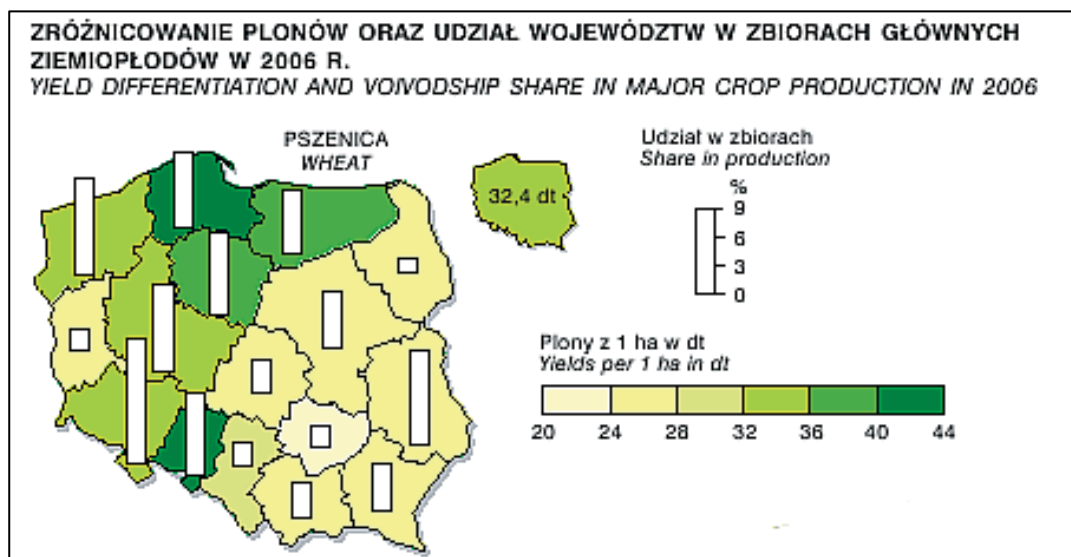 ZRÓŻNICOWANIE PLONÓW ORAZ UDZIAŁ WOJEWÓDZTW W ZBIORACH GŁÓWNYCH
ZIEMIOPŁODÓW W 2006 R.
YIELD DIFFERENTIATION AND VOIVODSHIP SHARE IN MAJOR CROP PRODUCTION IN 2006
PSZENICA
WHEAT
32,4 dt
Udział w zbiorach
Share in production
%
9
6
3
0
Plony z 1 ha w dt
Yields per 1 ha in dt
20 24 28 32 36 40 44